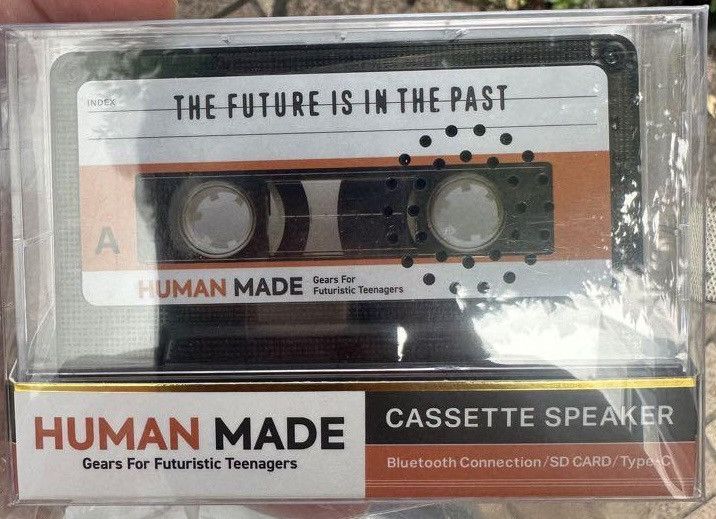 INDEX
THE FUTURE IS IN THE PAST
A
HUMAN MADE
Gears For
Futuristic Teenagers
HUMAN MADE
Gears For Futuristic Teenagers
CASSETTE SPEAKER
Bluetooth Connection/SD CARD/Type-C